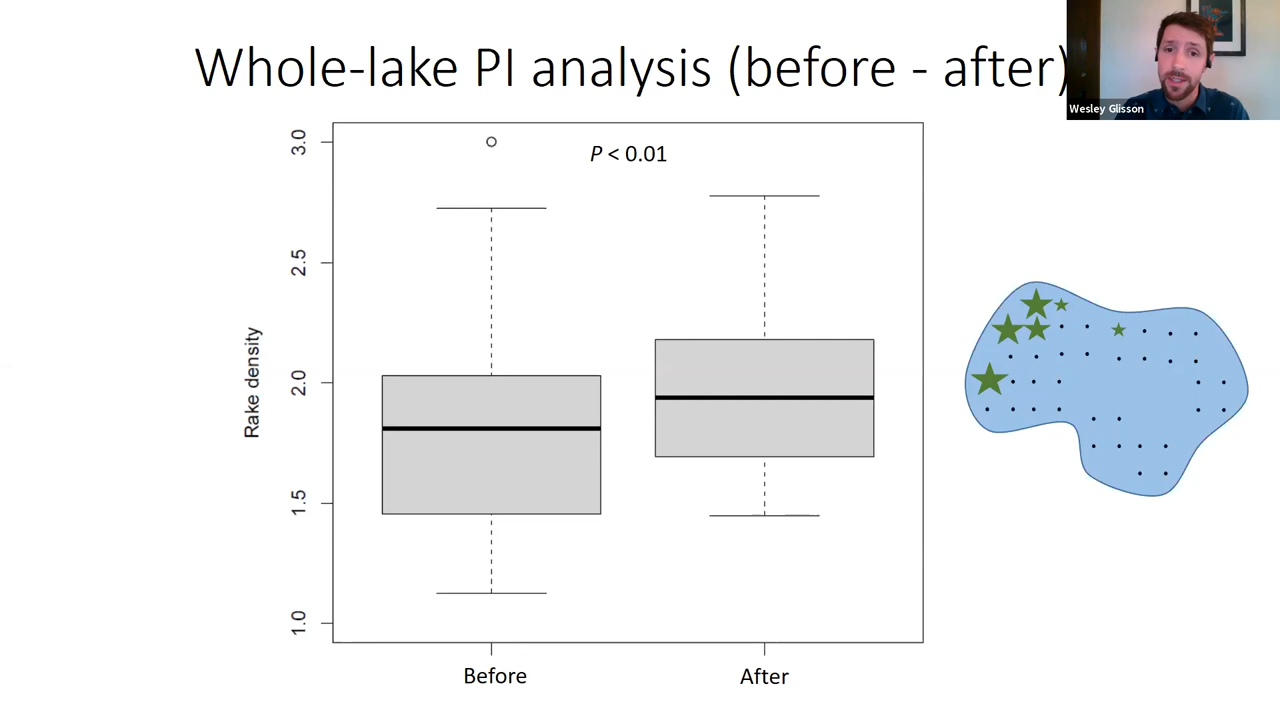 Whole-lake PI analysis (before - after)
Wesley Glisson
P < 0.01
3.0
2.5
2.0
1.5
1.0
Rake density
Before
After